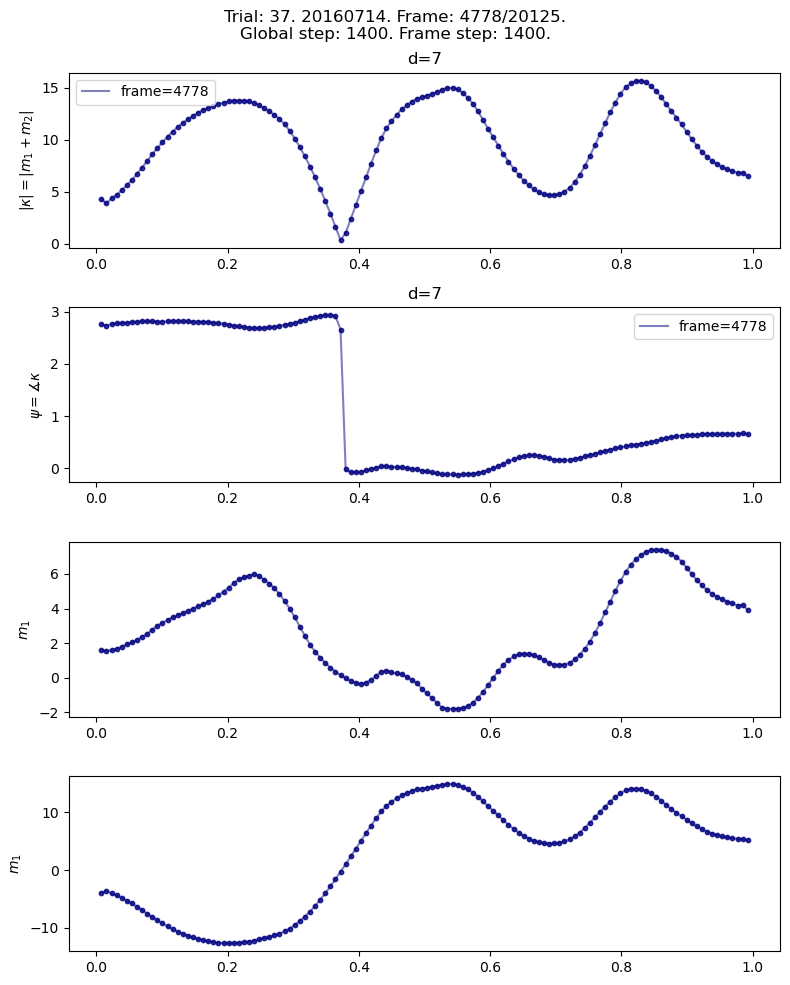 Trial: 37. 20160714. Frame: 4778/20125.
Global step: 1400. Frame step: 1400.
d=7
|κ| = |m₁ + m₂|
15
10
5
0
frame=4778
0.0 0.2 0.4 0.6 0.8 1.0
d=7
ψ = ∡κ
3
2
1
0
frame=4778
0.0 0.2 0.4 0.6 0.8 1.0
m₁
6
4
2
0
−2
0.0 0.2 0.4 0.6 0.8 1.0
m₁
10
0
−10
0.0 0.2 0.4 0.6 0.8 1.0